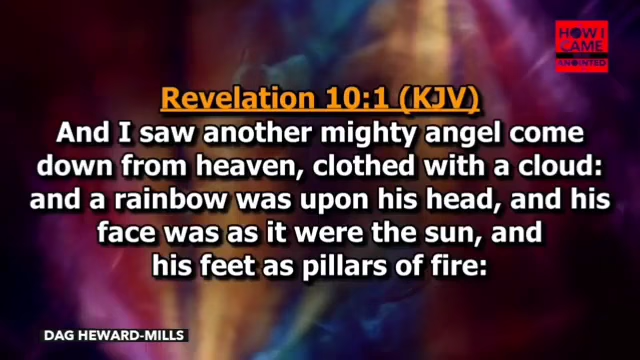 HOW I
CAME
ANOINTED
Revelation 10:1 (KJV)
And I saw another mighty angel come
down from heaven, clothed with a cloud:
and a rainbow was upon his head, and his
face was as it were the sun, and
his feet as pillars of fire:
DAG HEWARD-MILLS